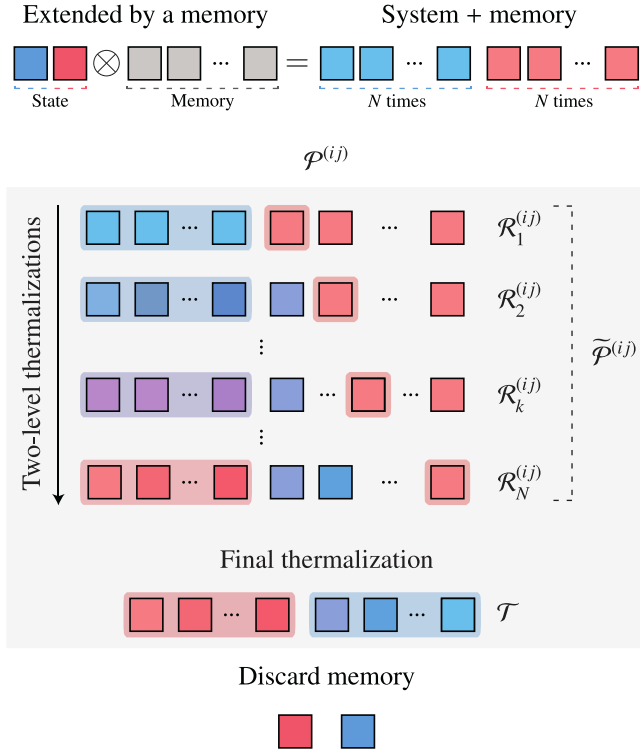 Extended by a memory
System + memory
⊗ ... = ... ...
State
Memory
N times
N times
𝒫^(ij)
Two-level thermalizations
... ... ℛ_1^(ij)
... ... ℛ_2^(ij)
⋮
𝒫̃^(ij)
... ... ... ℛ_k^(ij)
⋮
... ... ℛ_N^(ij)
Final thermalization
... ... 𝒯
Discard memory